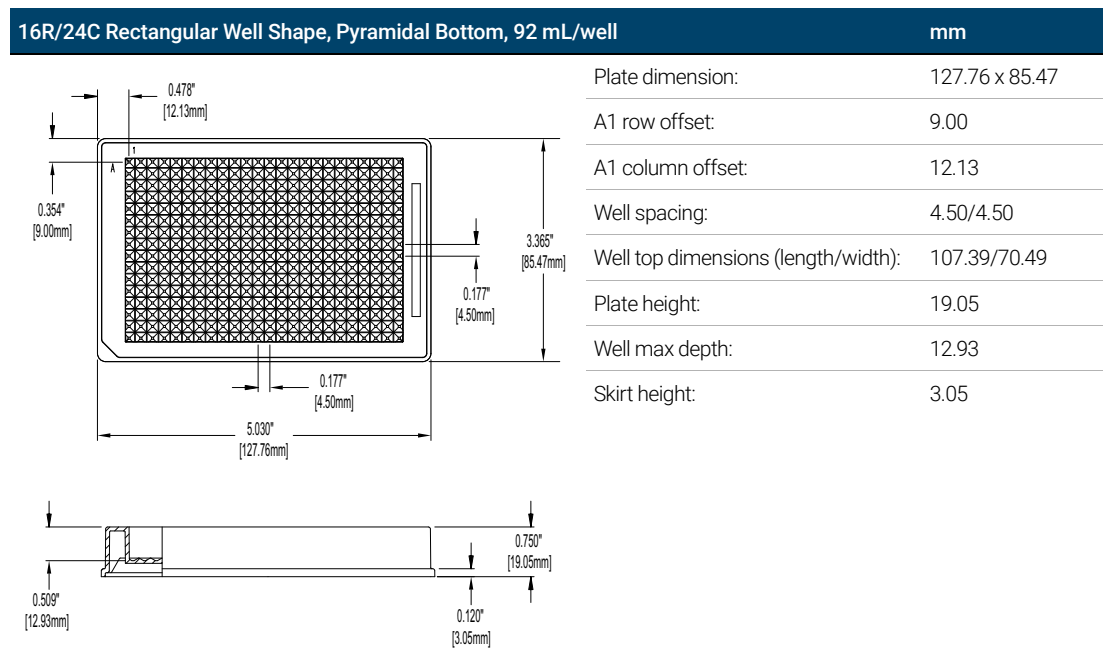 16R/24C Rectangular Well Shape, Pyramidal Bottom, 92 mL/well mm
Plate dimension: 127.76 x 85.47
A1 row offset: 9.00
A1 column offset: 12.13
Well spacing: 4.50/4.50
Well top dimensions (length/width): 107.39/70.49
Plate height: 19.05
Well max depth: 12.93
Skirt height: 3.05
0.478"
[12.13mm]
1
A
0.354"
[9.00mm]
3.365"
[85.47mm]
0.177"
[4.50mm]
0.177"
[4.50mm]
5.030"
[127.76mm]
0.750"
[19.05mm]
0.509"
[12.93mm]
0.120"
[3.05mm]